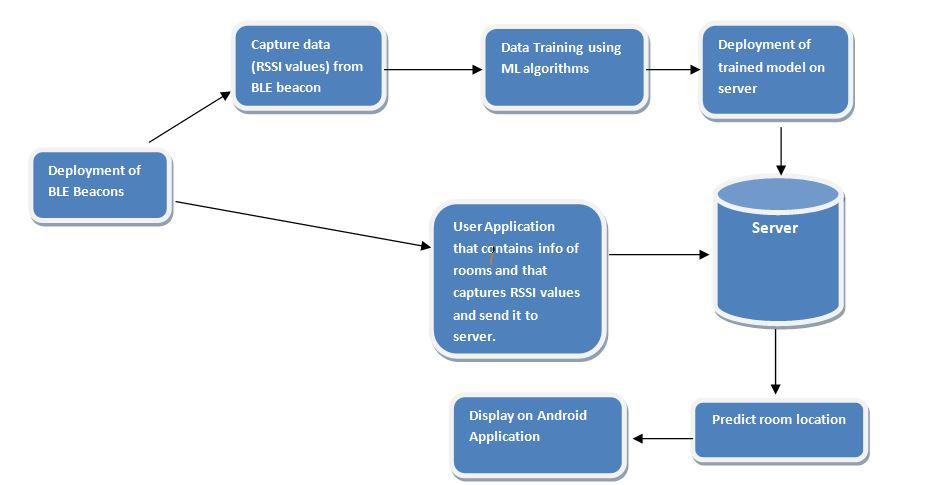 Capture data
(RSSI values) from
BLE beacon
Data Training using
ML algorithms
Deployment of
trained model on
server
Deployment of
BLE Beacons
User Application
that contains info of
rooms and that
captures RSSI values
and send it to
server.
Server
Display on Android
Application
Predict room location